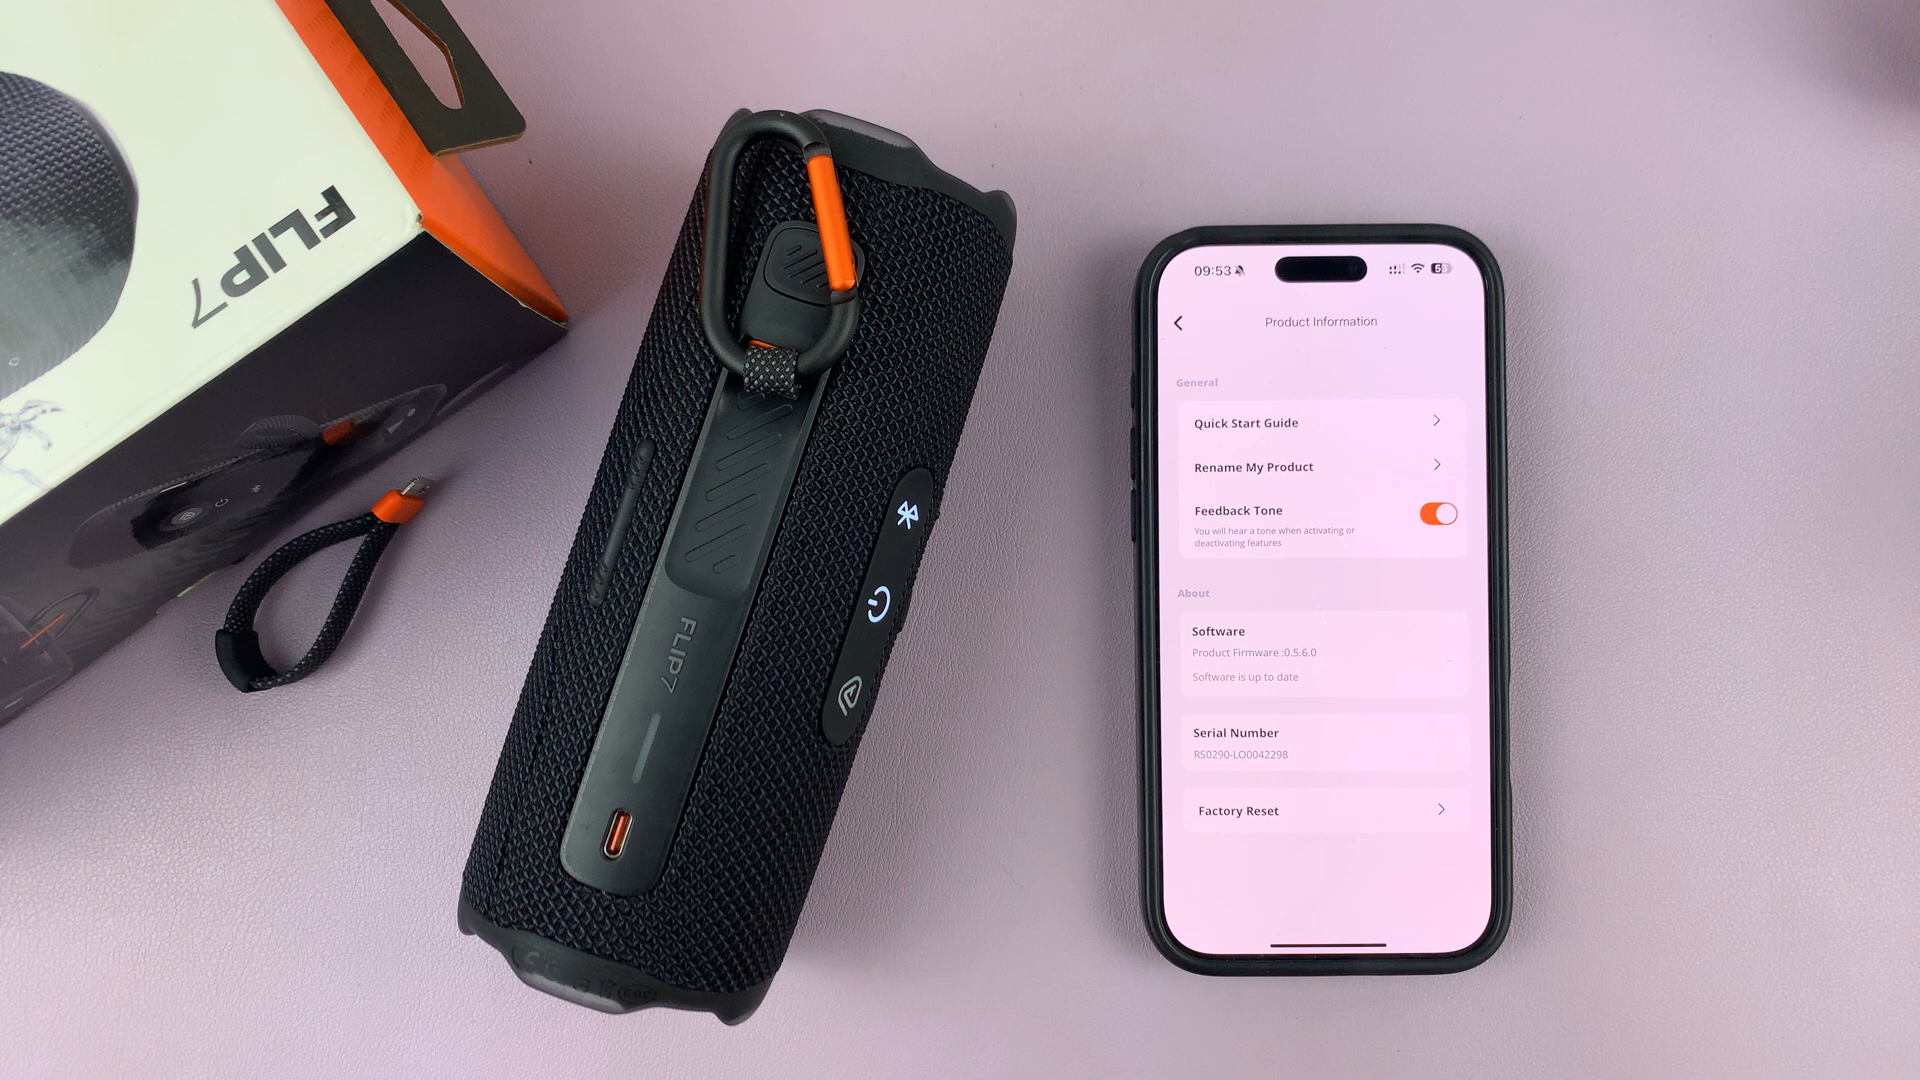 FLIP7
FLIP7
09:53
63
Product Information
General
Quick Start Guide
Rename My Product
Feedback Tone
You will hear a tone when activating or
deactivating features
About
Software
Product Firmware :0.5.6.0
Software is up to date
Serial Number
RS0290-LO0042298
Factory Reset